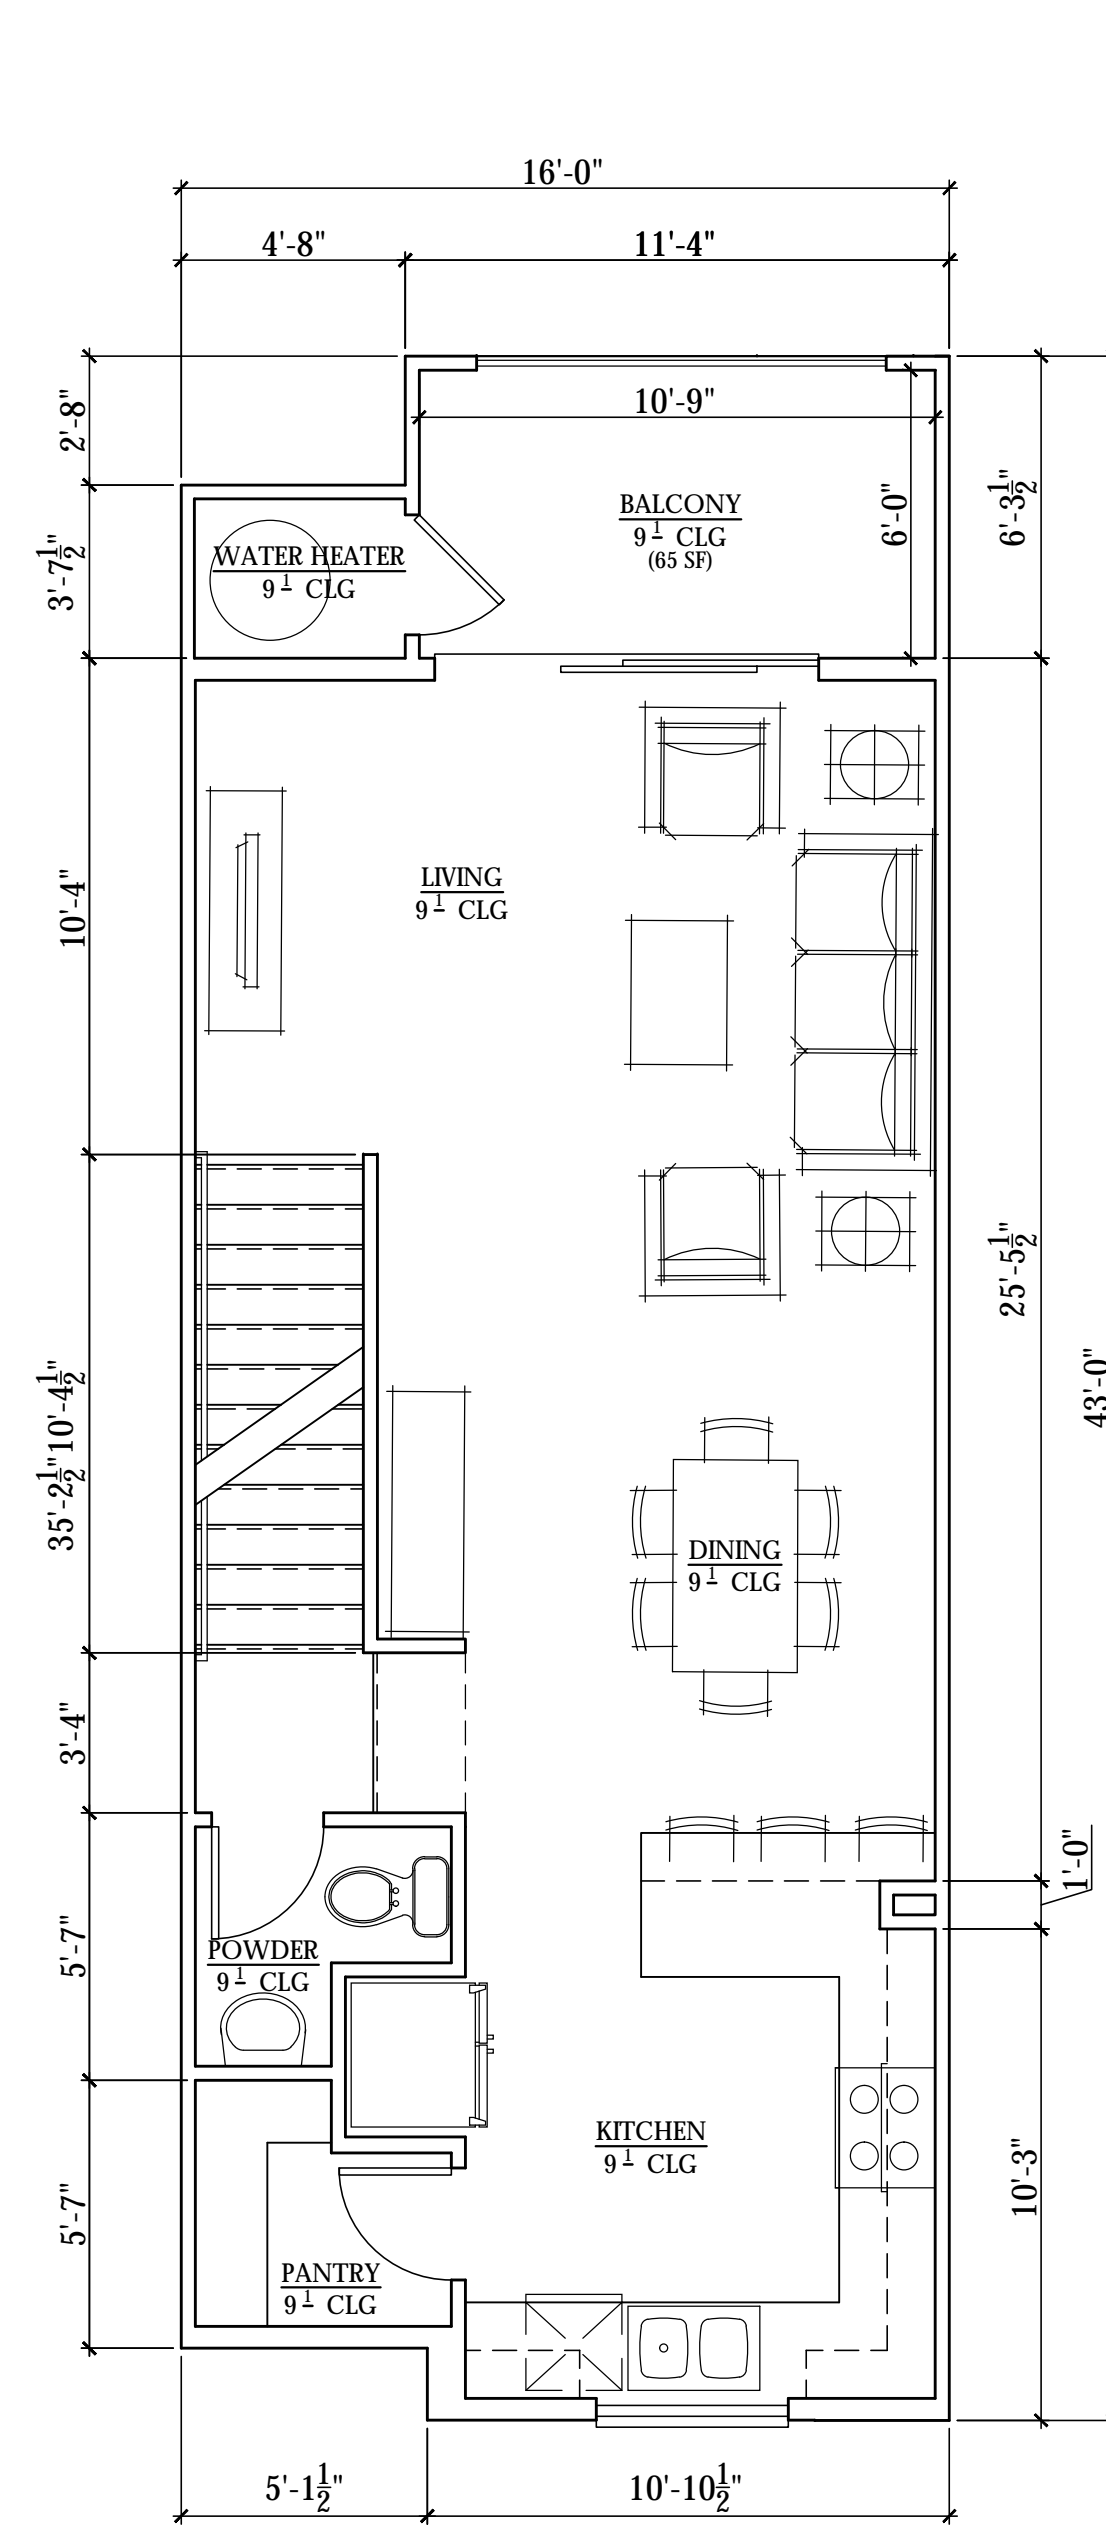 16'-0"
4'-8"
11'-4"
2'-8"
10'-9"
BALCONY
9 1 CLG
(65 SF)
6'-0"
6'-3 1/2"
WATER HEATER
9 1 CLG
3'-7 1/2"
LIVING
9 1 CLG
10'-4"
25'-5 1/2"
43'-0"
35'-2 1/2"
10'-4 1/2"
DINING
9 1 CLG
3'-4"
1'-0"
POWDER
9 1 CLG
5'-7"
KITCHEN
9 1 CLG
10'-3"
5'-7"
PANTRY
9 1 CLG
5'-1 1/2"
10'-10 1/2"